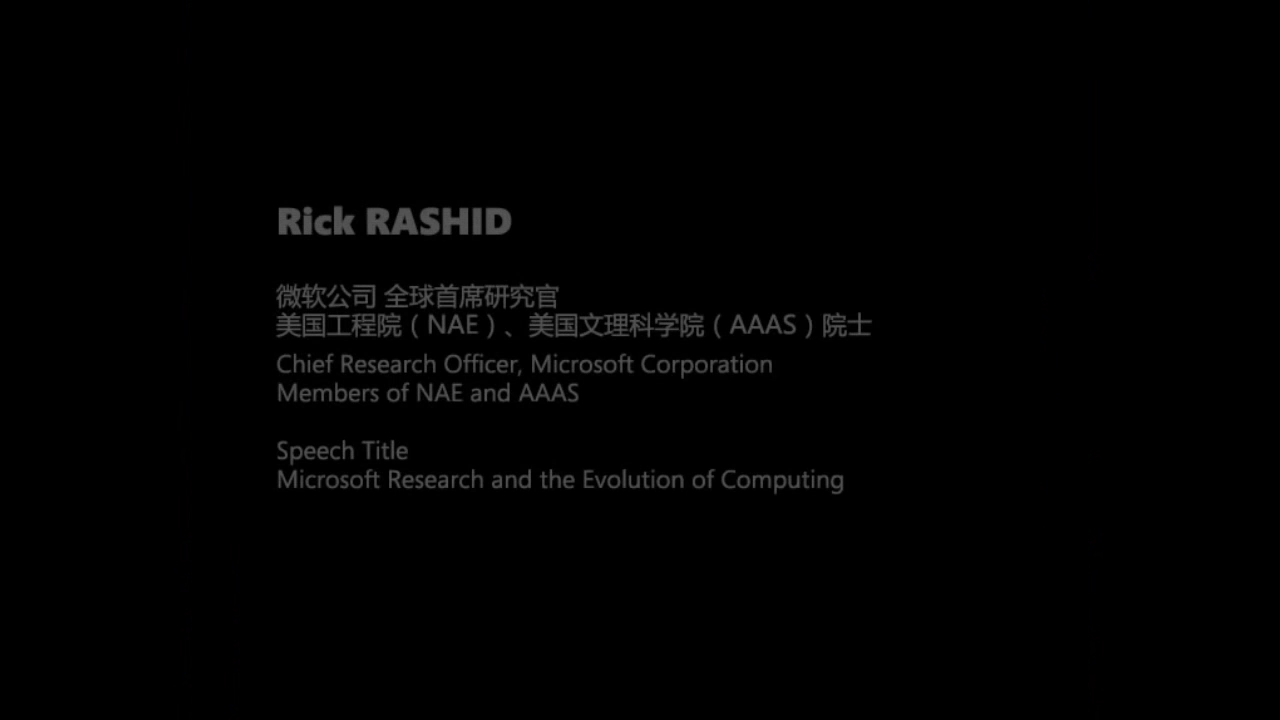 Rick RASHID
微软公司 全球首席研究官
美国工程院（NAE）、美国文理科学院（AAAS）院士
Chief Research Officer, Microsoft Corporation
Members of NAE and AAAS
Speech Title
Microsoft Research and the Evolution of Computing